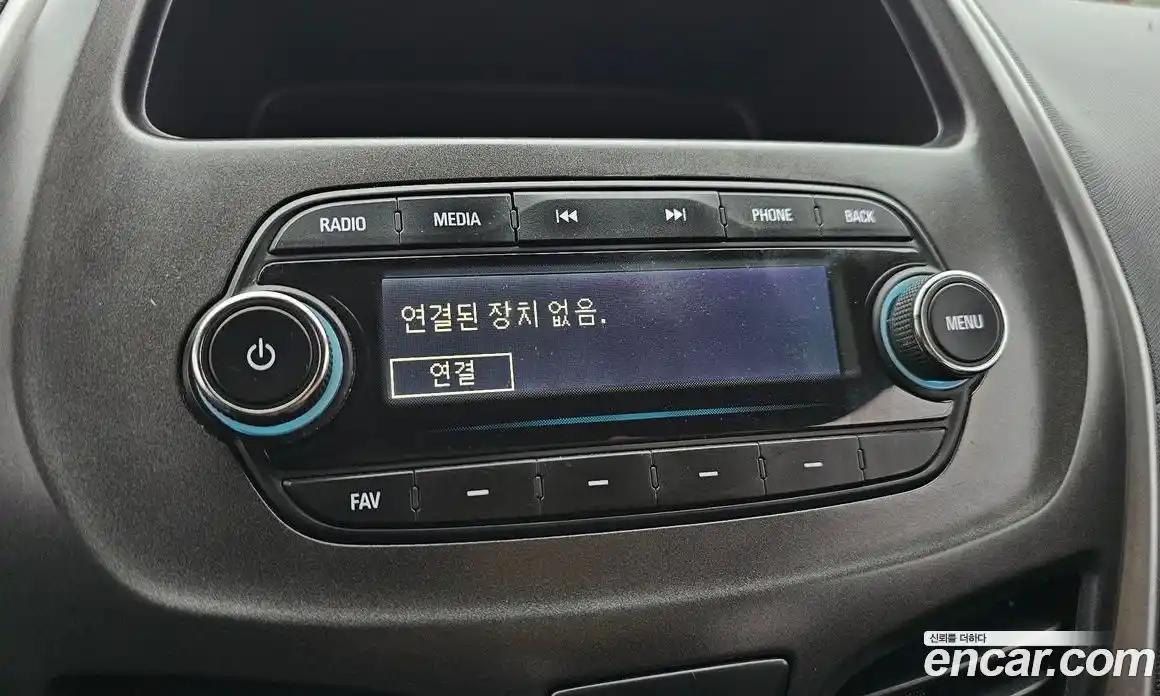 RADIO
MEDIA
PHONE
BACK
연결된 장치 없음.
연결
MENU
FAV
신뢰를 더하다
encar.com